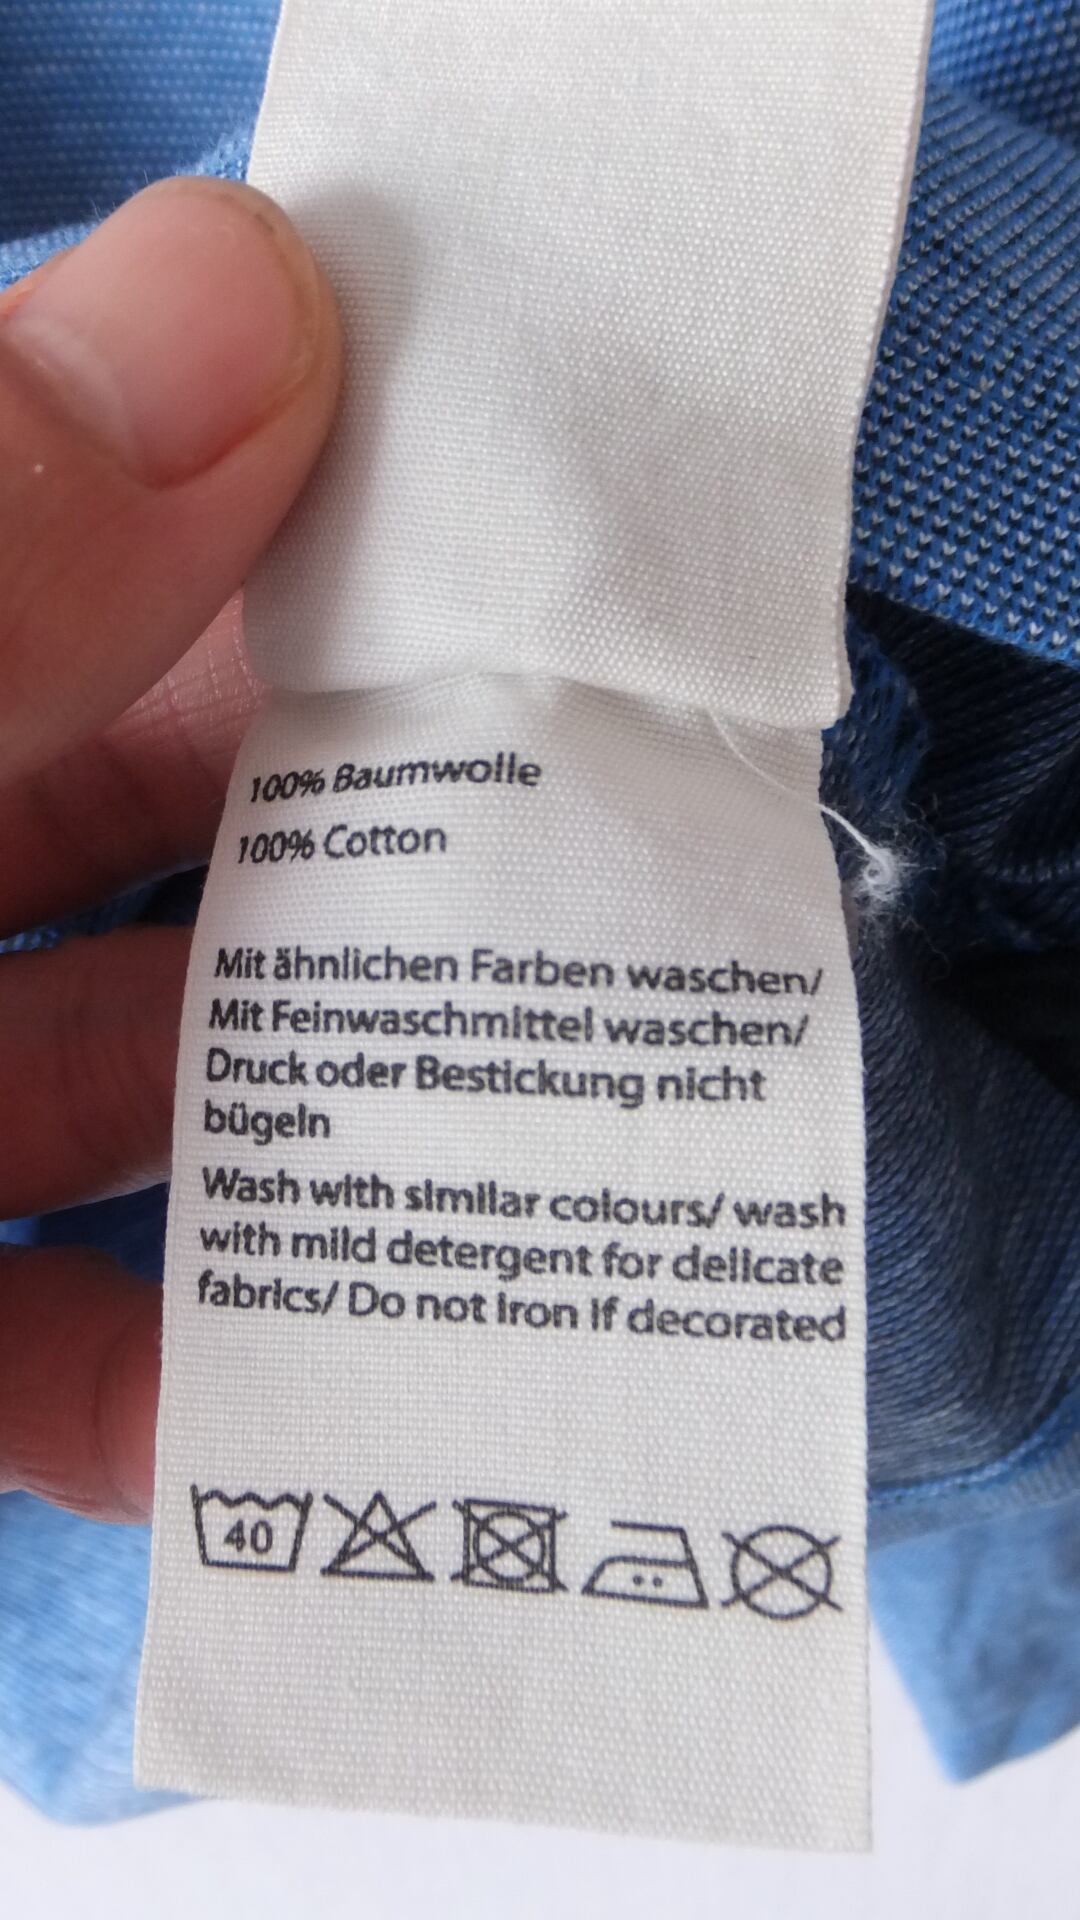 100% Baumwolle
100% Cotton
Mit ähnlichen Farben waschen/
Mit Feinwaschmittel waschen/
Druck oder Bestickung nicht
bügeln
Wash with similar colours/ wash
with mild detergent for delicate
fabrics/ Do not iron if decorated
40